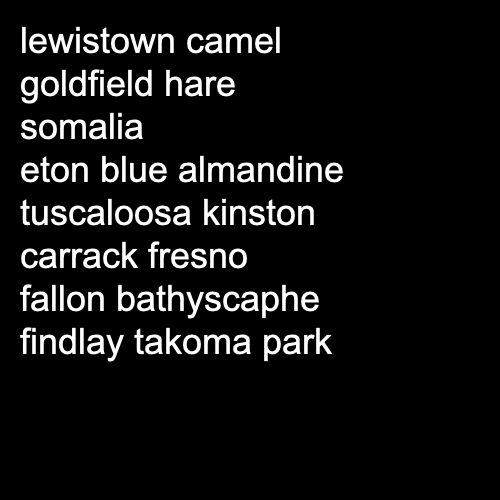 lewistown camel
goldfield hare
somalia
eton blue almandine
tuscaloosa kinston
carrack fresno
fallon bathyscaphe
findlay takoma park